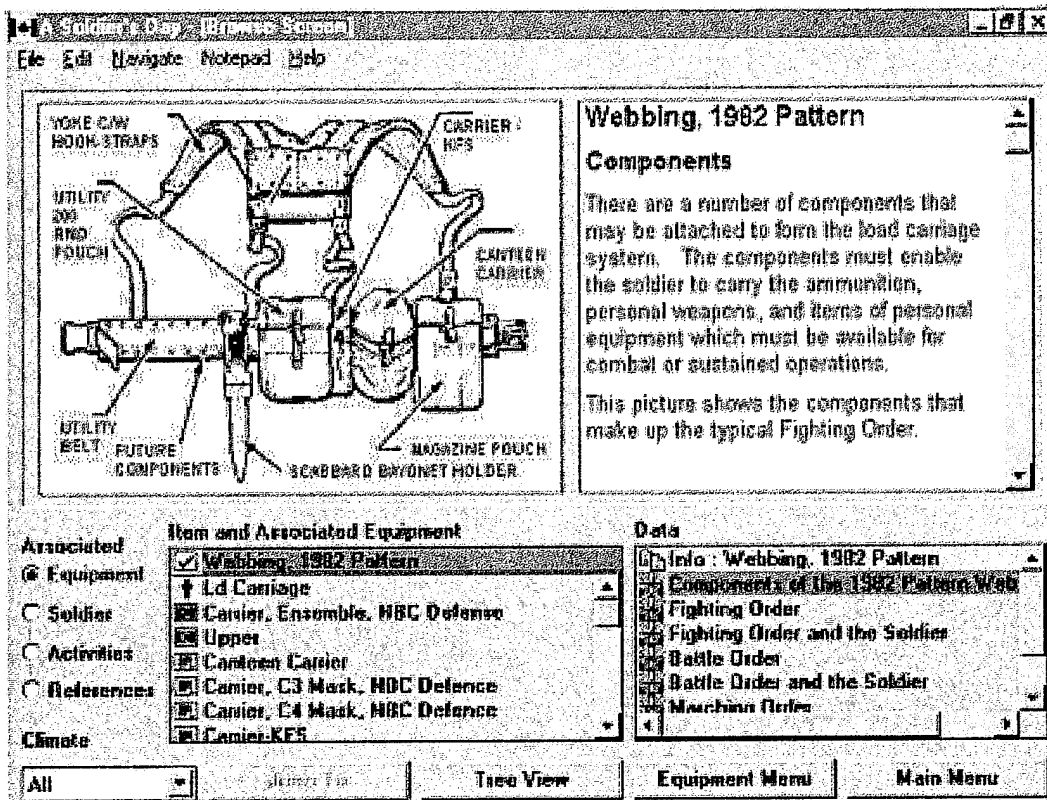 A Soldier's Day - [Browse Screen]
File Edit Navigate Notepad Help
YOKE C/W
HOOK STRAPS
CARRIER -
KFS
UTILITY
200
RND
POUCH
CANTEEN
CARRIER
UTILITY
BELT
FUTURE
COMPONENTS
MAGAZINE POUCH
SCABBARD BAYONET HOLDER
Webbing, 1982 Pattern
Components
There are a number of components that
may be attached to form the load carriage
system. The components must enable
the soldier to carry the ammunition,
personal weapons, and items of personal
equipment which must be available for
combat or sustained operations.
This picture shows the components that
make up the typical Fighting Order.
Associated
Equipment
Soldier
Activities
References
Climate
All
Item and Associated Equipment
Webbing, 1982 Pattern
Ld Carriage
Carrier, Ensemble, NBC Defense
Upper
Canteen Carrier
Carrier, C3 Mask, NBC Defence
Carrier, C4 Mask, NBC Defence
Carrier-KFS
Data
Info : Webbing, 1982 Pattern
Components of the 1982 Pattern Web
Fighting Order
Fighting Order and the Soldier
Battle Order
Battle Order and the Soldier
Marching Order
Tree View
Equipment Menu
Main Menu